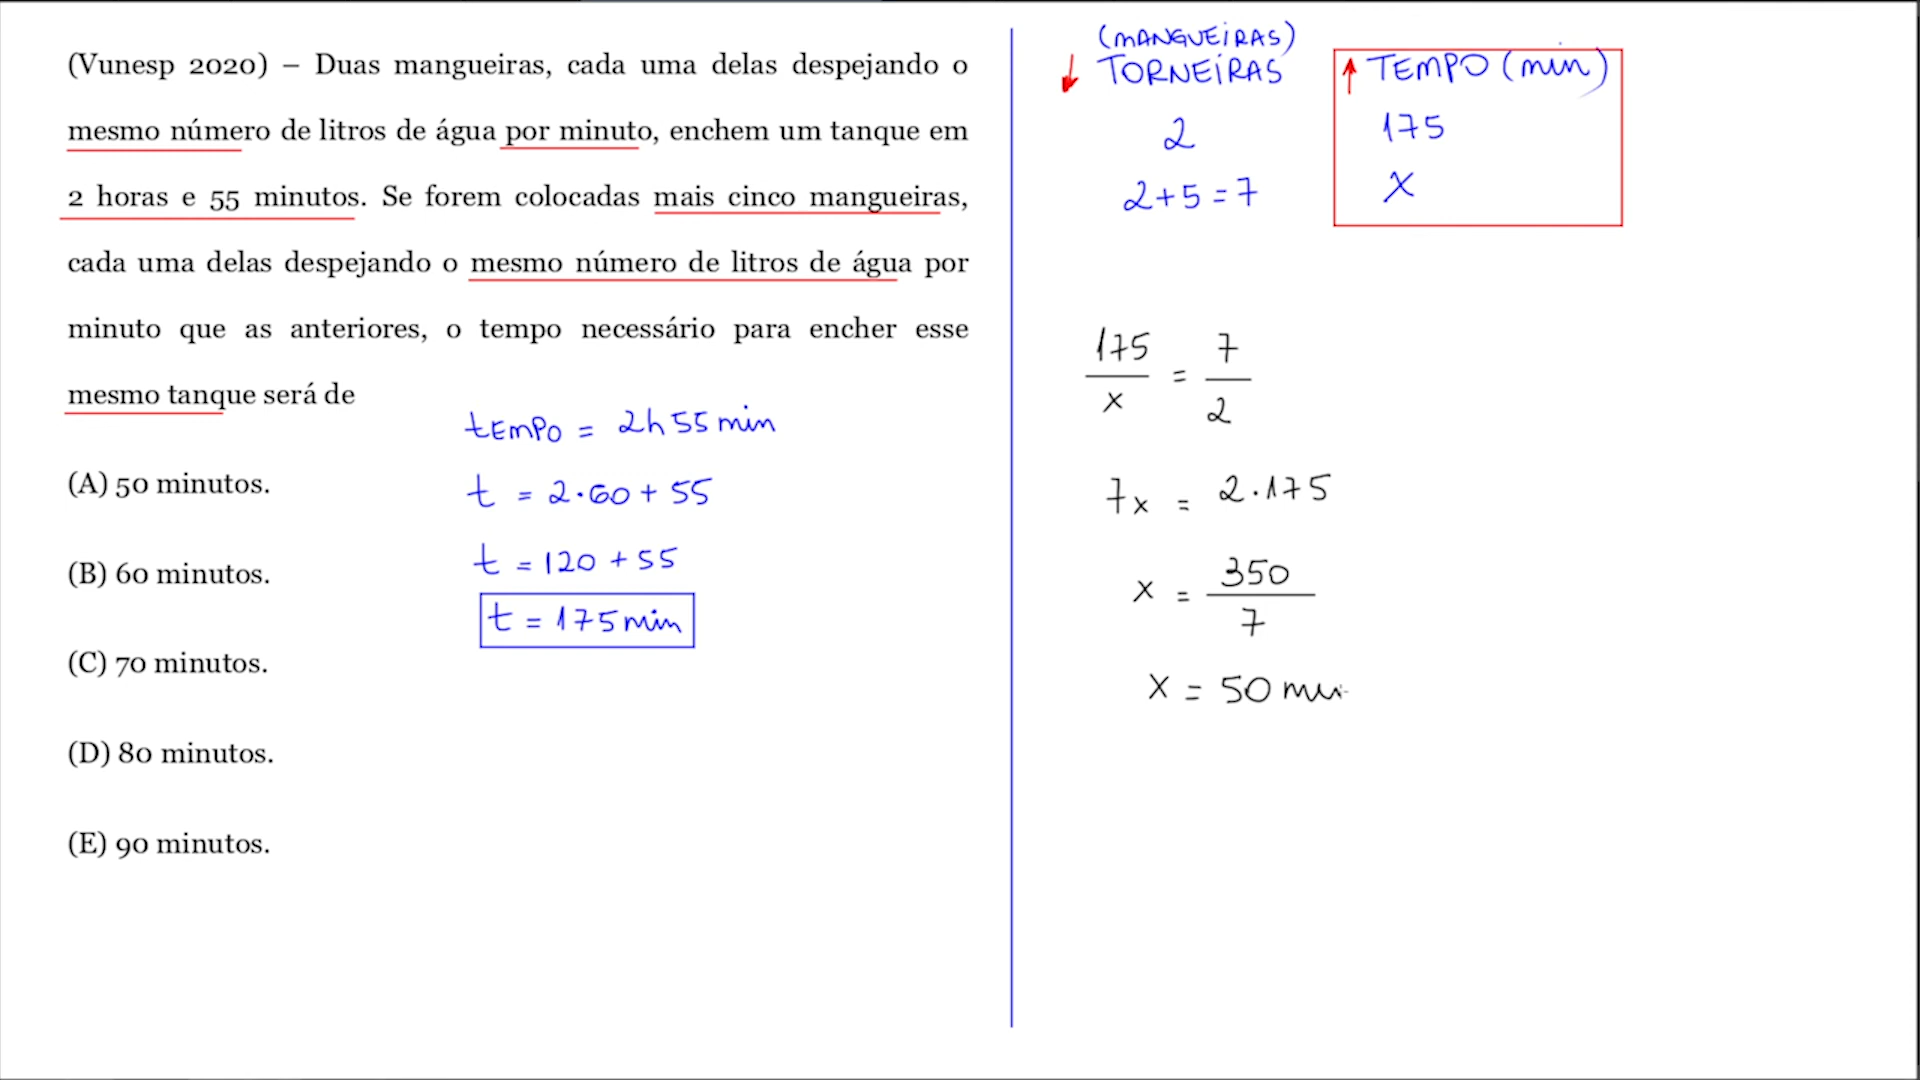 (Vunesp 2020) – Duas mangueiras, cada uma delas despejando o
mesmo número de litros de água por minuto, enchem um tanque em
2 horas e 55 minutos. Se forem colocadas mais cinco mangueiras,
cada uma delas despejando o mesmo número de litros de água por
minuto que as anteriores, o tempo necessário para encher esse
mesmo tanque será de
(A) 50 minutos.
(B) 60 minutos.
(C) 70 minutos.
(D) 80 minutos.
(E) 90 minutos.
tEMPO = 2h 55 min
t = 2·60 + 55
t = 120 + 55
t = 175 min
(MANGUEiRAS)
TORNEiRAS
2
2+5=7
TEMPO (min)
175
X
175/x = 7/2
7x = 2.175
x = 350/7
x = 50